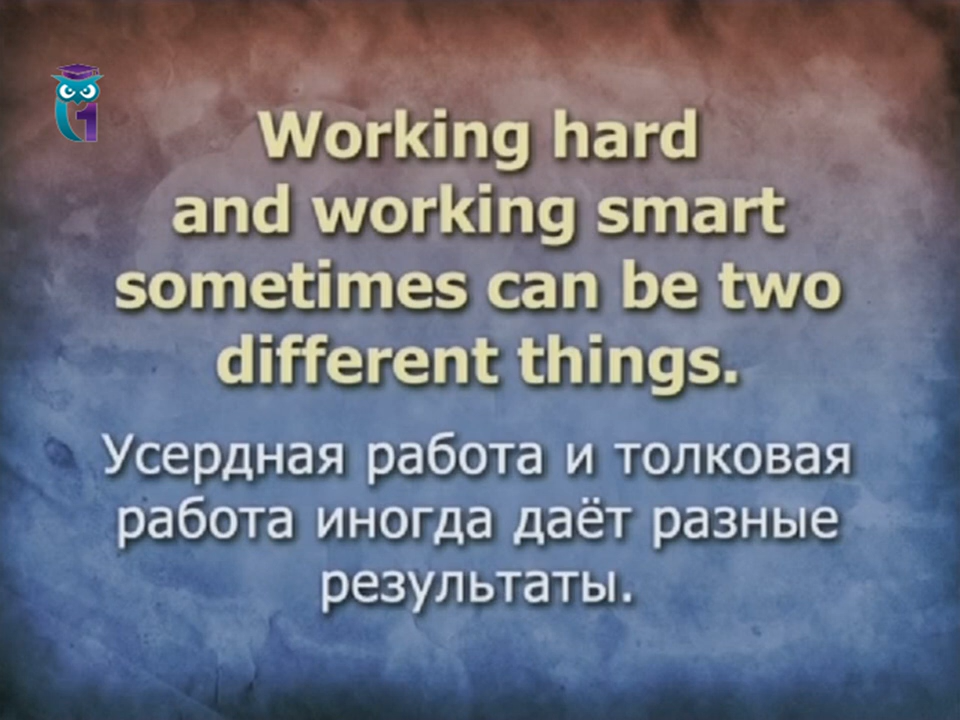 Working hard
and working smart
sometimes can be two
different things.
Усердная работа и толковая
работа иногда даёт разные
результаты.